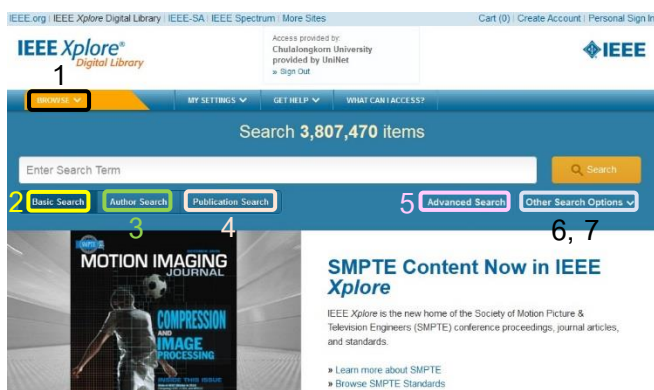 IEEE.org | IEEE Xplore Digital Library | IEEE-SA | IEEE Spectrum | More Sites
Cart (0) | Create Account | Personal Sign In
IEEE Xplore®
Digital Library
Access provided by:
Chulalongkorn University
provided by UniNet
» Sign Out
IEEE
1
BROWSE
MY SETTINGS
GET HELP
WHAT CAN I ACCESS?
Search 3,807,470 items
Enter Search Term
Search
2
Basic Search
Author Search
Publication Search
5
Advanced Search
Other Search Options
3
4
6, 7
MOTION IMAGING
JOURNAL
COMPRESSION
AND
IMAGE
PROCESSING
INSIDE THIS ISSUE
SMPTE Content Now in IEEE
Xplore
IEEE Xplore is the new home of the Society of Motion Picture &
Television Engineers (SMPTE) conference proceedings, journal articles,
and standards.
» Learn more about SMPTE
» Browse SMPTE Standards